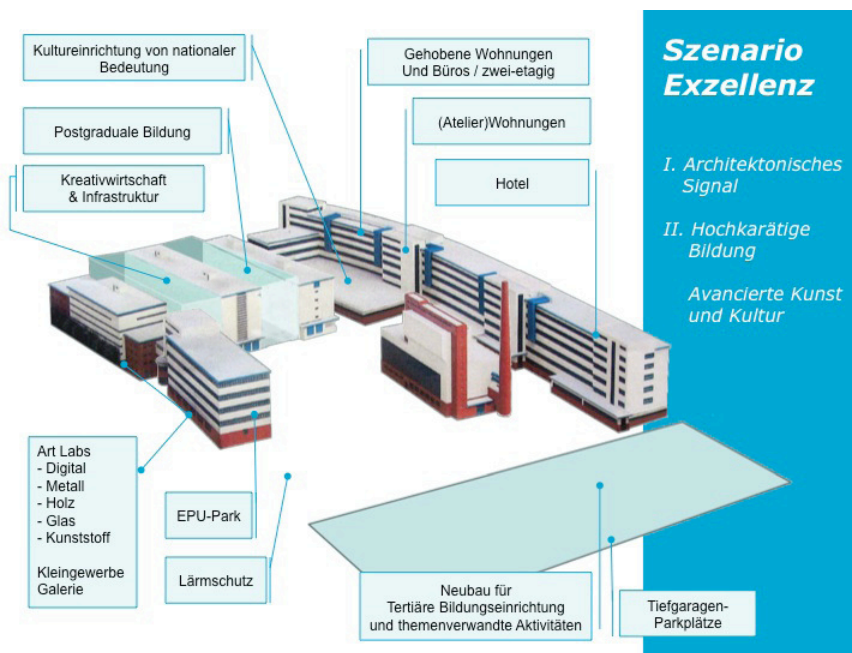 Kultureinrichtung von nationaler
Bedeutung
Gehobene Wohnungen
Und Büros / zwei-etagig
Postgraduale Bildung
(Atelier)Wohnungen
Kreativwirtschaft
& Infrastruktur
Hotel
Szenario
Exzellenz
I. Architektonisches
Signal
II. Hochkarätige
Bildung
Avancierte Kunst
und Kultur
Art Labs
- Digital
- Metall
- Holz
- Glas
- Kunststoff
Kleingewerbe
Galerie
EPU-Park
Lärmschutz
Neubau für
Tertiäre Bildungseinrichtung
und themenverwandte Aktivitäten
Tiefgaragen-
Parkplätze